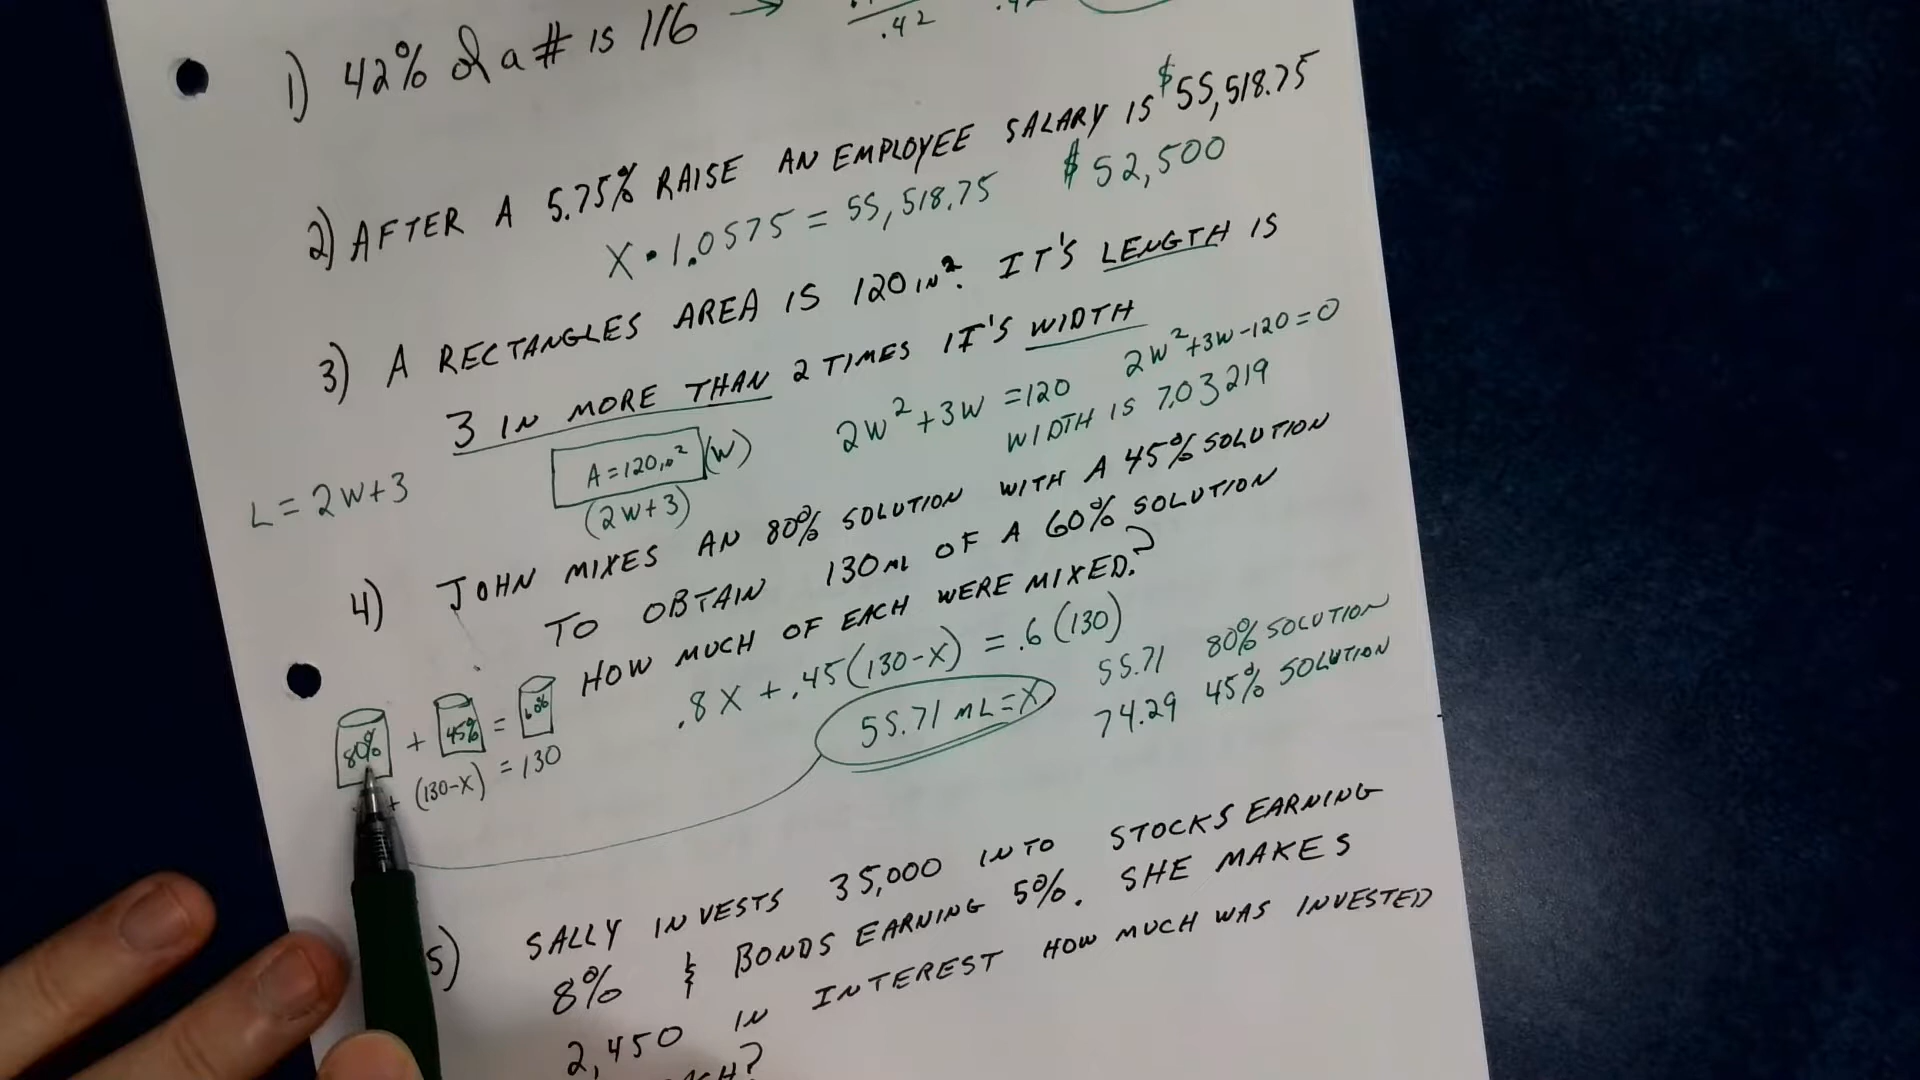 1) 42% of a # is 116 → .42
2) AFTER A 5.75% RAISE AN EMPLOYEE SALARY IS $55,518.75
X • 1.0575 = 55,518.75 $52,500
3) A RECTANGLES AREA IS 120 IN². IT'S LENGTH IS
3 IN MORE THAN 2 TIMES IT'S WIDTH
2W²+3W =120 2W²+3W-120=0
WIDTH IS 7.03219
A=120in² (W)
(2W+3)
L = 2W+3
4) JOHN MIXES AN 80% SOLUTION WITH A 45% SOLUTION
TO OBTAIN 130ML OF A 60% SOLUTION
HOW MUCH OF EACH WERE MIXED?
.8X + .45(130-X) = .6(130)
55.71 ML = X
55.71 80% SOLUTION
74.29 45% SOLUTION
80% + 45% = 60%
+ (130-X) = 130
5) SALLY INVESTS 35,000 INTO STOCKS EARNING
8% & BONDS EARNING 5%. SHE MAKES
2,450 IN INTEREST HOW MUCH WAS INVESTED